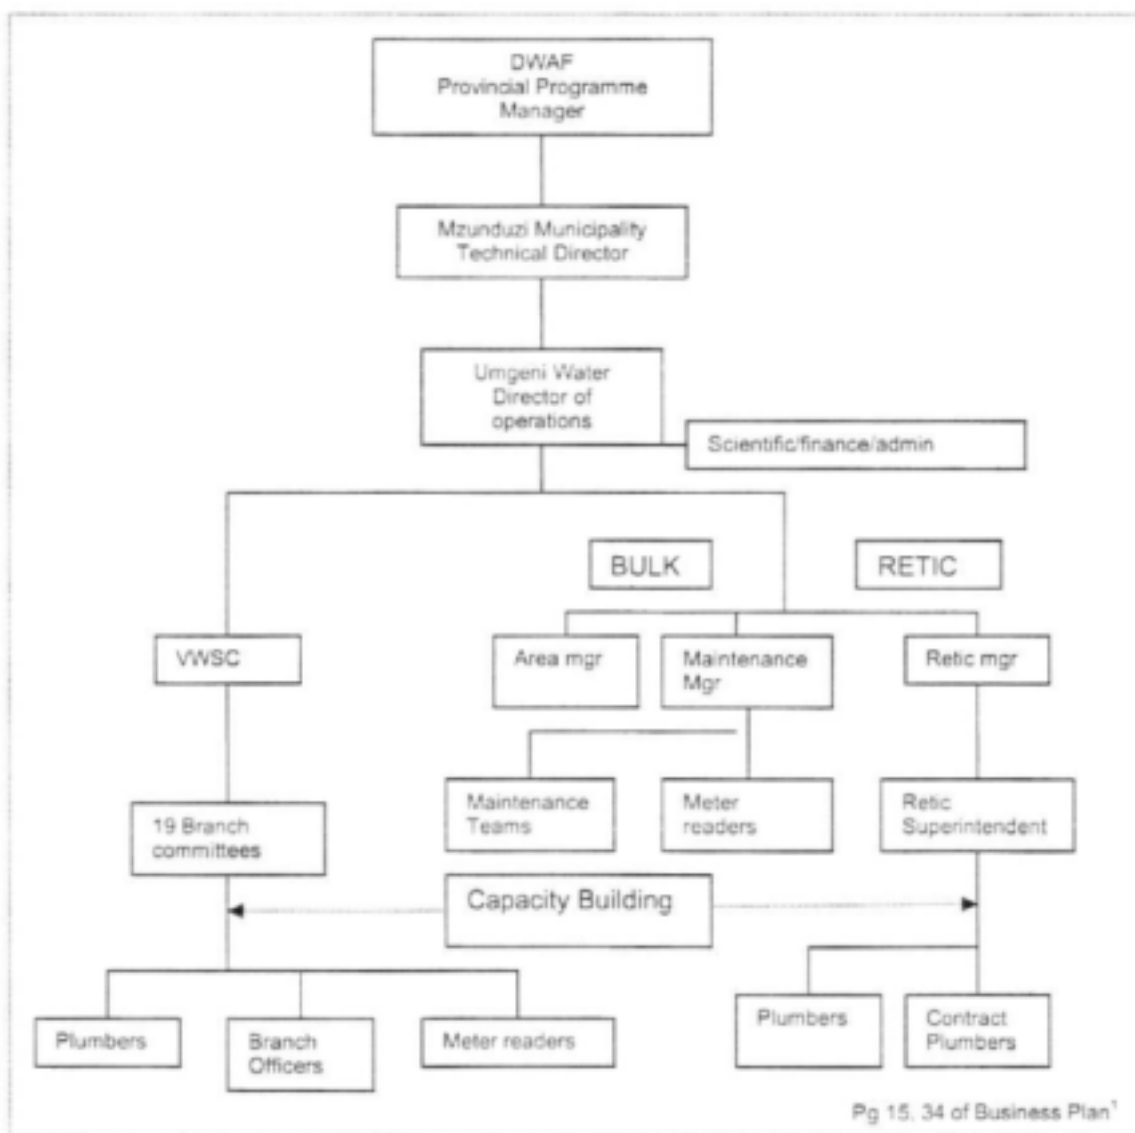 DWAF
Provincial Programme
Manager
Mzunduzi Municipality
Technical Director
Umgeni Water
Director of
operations
Scientific/finance/admin
BULK
RETIC
VWSC
Area mgr
Maintenance
Mgr
Retic mgr
19 Branch
committees
Maintenance
Teams
Meter
readers
Retic
Superintendent
Capacity Building
Plumbers
Branch
Officers
Meter readers
Plumbers
Contract
Plumbers
Pg 15, 34 of Business Plan¹